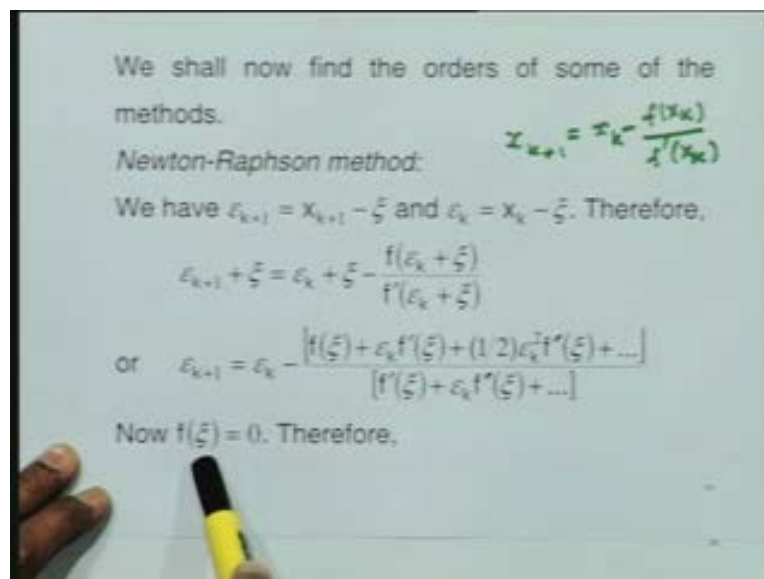 We shall now find the orders of some of the
methods.
x_{k+1} = x_k - f(x_k) / f'(x_k)
Newton-Raphson method:
We have ε_{k+1} = x_{k+1} - ξ and ε_k = x_k - ξ. Therefore,
ε_{k+1} + ξ = ε_k + ξ - f(ε_k + ξ) / f'(ε_k + ξ)
or ε_{k+1} = ε_k - [f(ξ) + ε_k f'(ξ) + (1/2)ε_k^2 f''(ξ) + ...] / [f'(ξ) + ε_k f''(ξ) + ...]
Now f(ξ) = 0. Therefore,